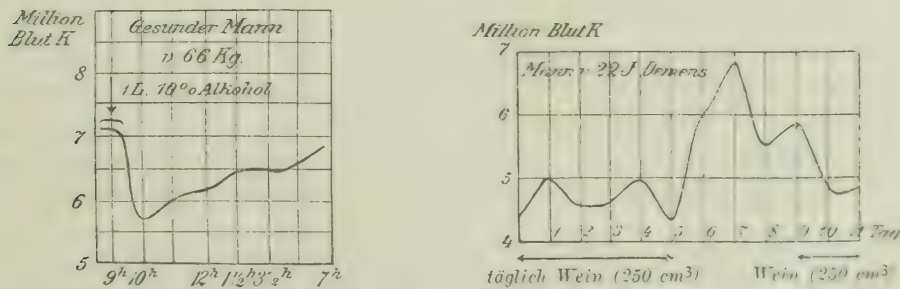 Million
Blut K
Gesunder Mann
v 66 Kg.
1 L. 10% Alkohol
8
7
6
5
9h 10h 12h 7h
Million Blut K
Mann v. 22 J. Demens
7
6
5
4
1 2 3 4 5 6 7 8 9 10 11 Tag
täglich Wein (250 cm³)
Wein (250 cm³